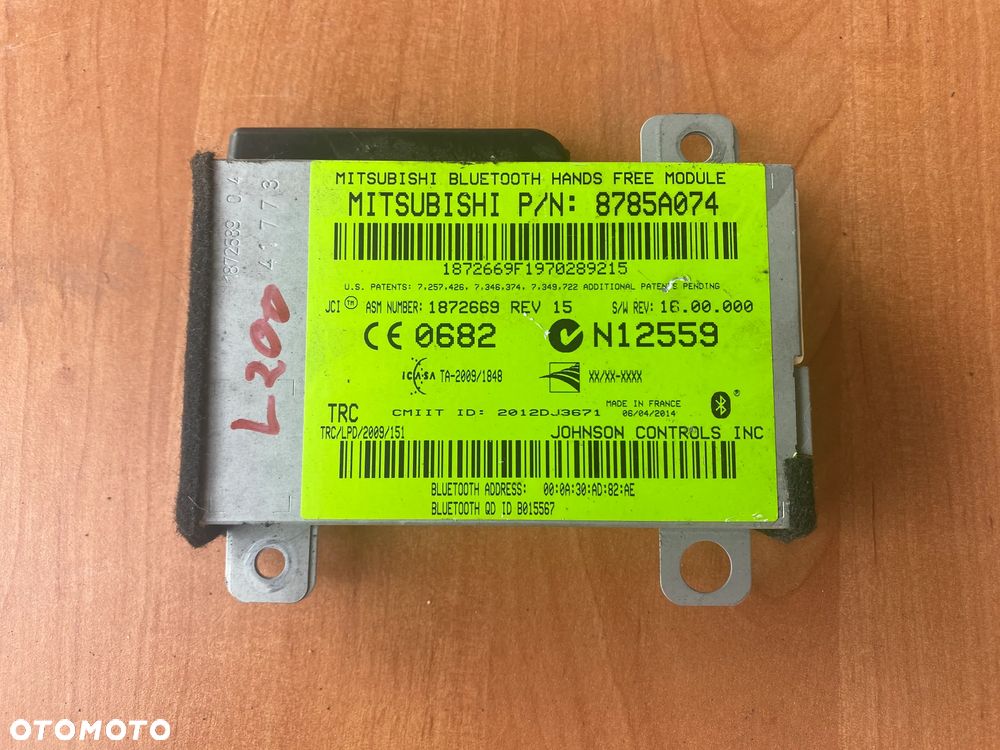 MITSUBISHI BLUETOOTH HANDS FREE MODULE
MITSUBISHI P/N: 8785A074
1872669F1970289215
U.S. PATENTS: 7,257,426, 7,346,374, 7,349,722 ADDITIONAL PATENTS PENDING
JCI TM ASM NUMBER: 1872669 REV 15 S/W REV: 16.00.000
CE 0682 N12559
ICASA TA-2009/1848 XX/XX-XXXX
TRC CMIIT ID: 2012DJ3671 MADE IN FRANCE
06/04/2014
TRC/LPD/2009/151 JOHNSON CONTROLS INC
BLUETOOTH ADDRESS: 00:0A:30:AD:82:AE
BLUETOOTH QD ID B015567
L200
OTOMOTO